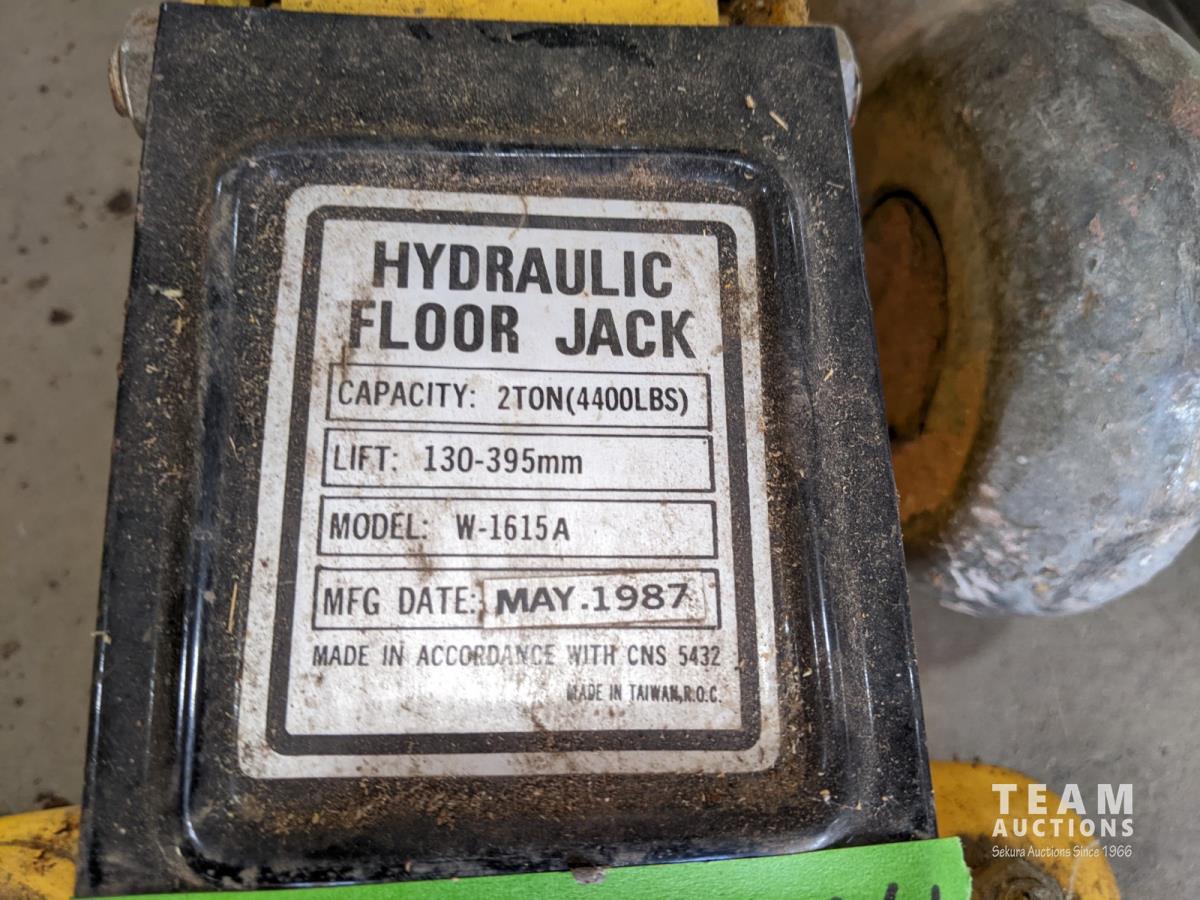 HYDRAULIC
FLOOR JACK
CAPACITY: 2TON(4400LBS)
LIFT: 130-395mm
MODEL: W-1615A
MFG DATE: MAY.1987
MADE IN ACCORDANCE WITH CNS 5432
MADE IN TAIWAN,R.O.C.
TEAM
AUCTIONS
Sekura Auctions Since 1966